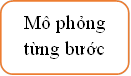 Mô phỏng
từng bước